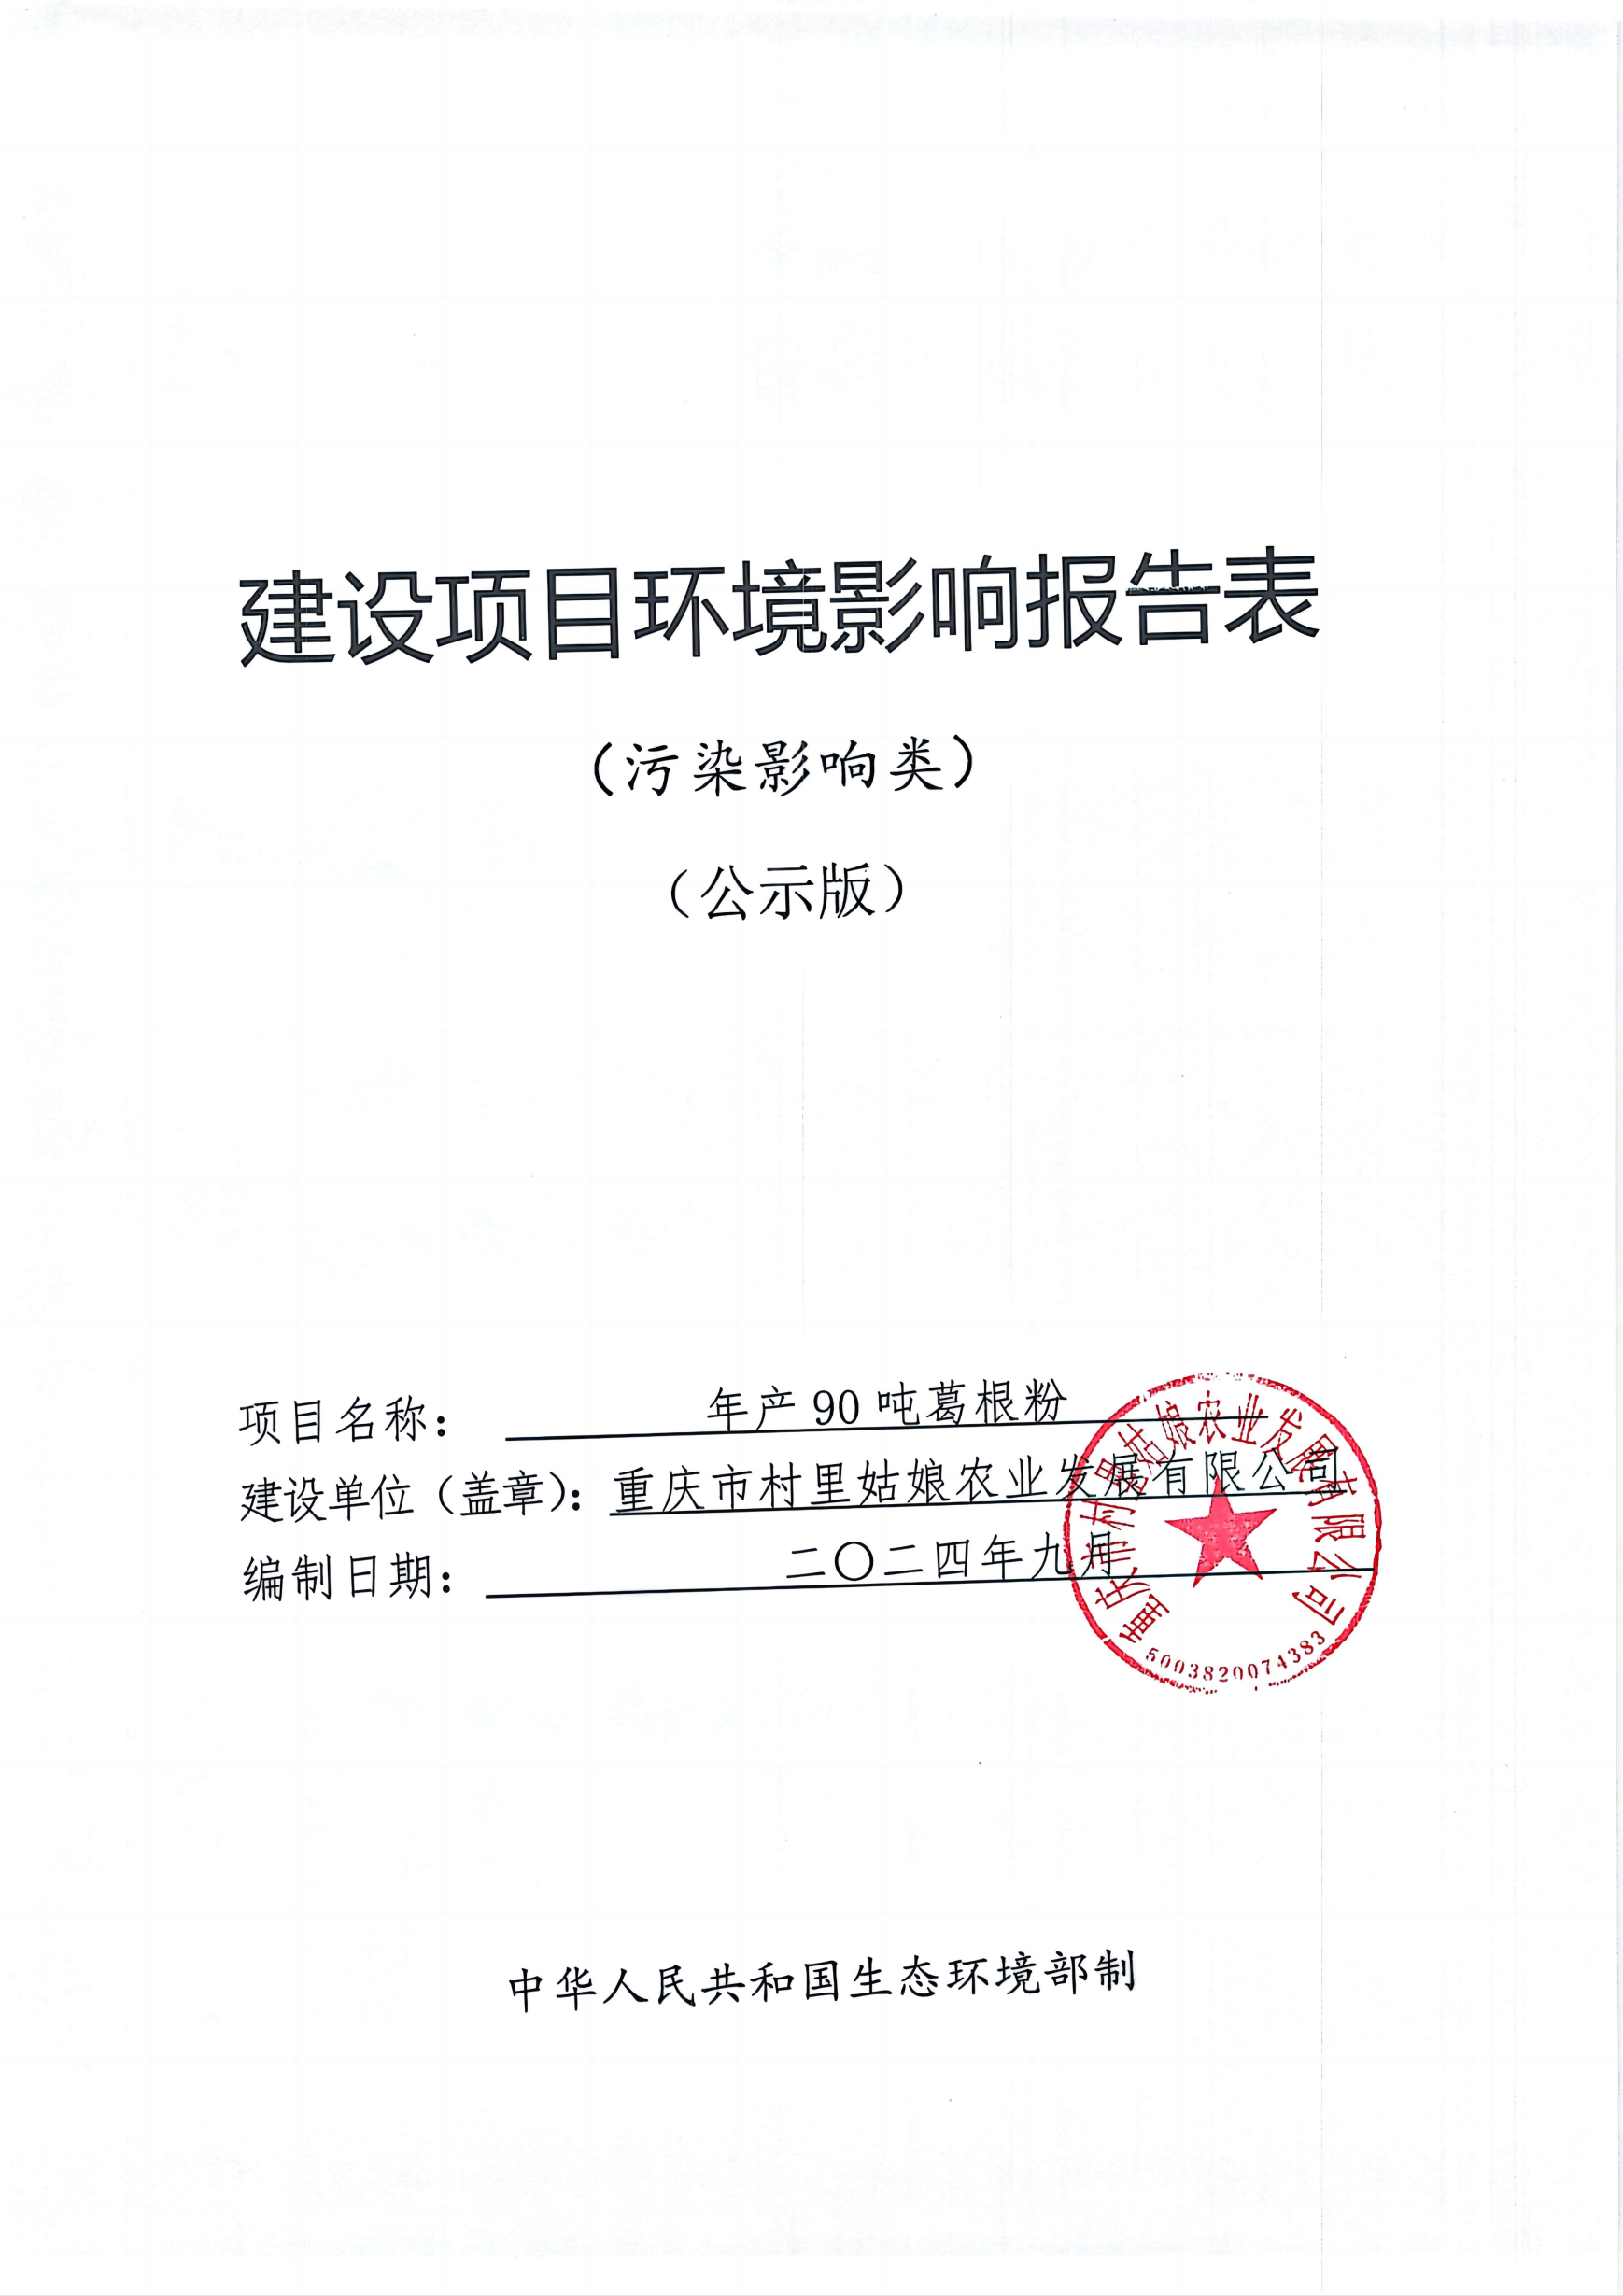 建设项目环境影响报告表
（污染影响类）
（公示版）
项目名称： 年产 90 吨葛根粉
建设单位（盖章）：重庆市村里姑娘农业发展有限公司
编制日期： 二〇二四年九月
重庆市村里姑娘农业发展有限公司
5003820074383
中华人民共和国生态环境部制